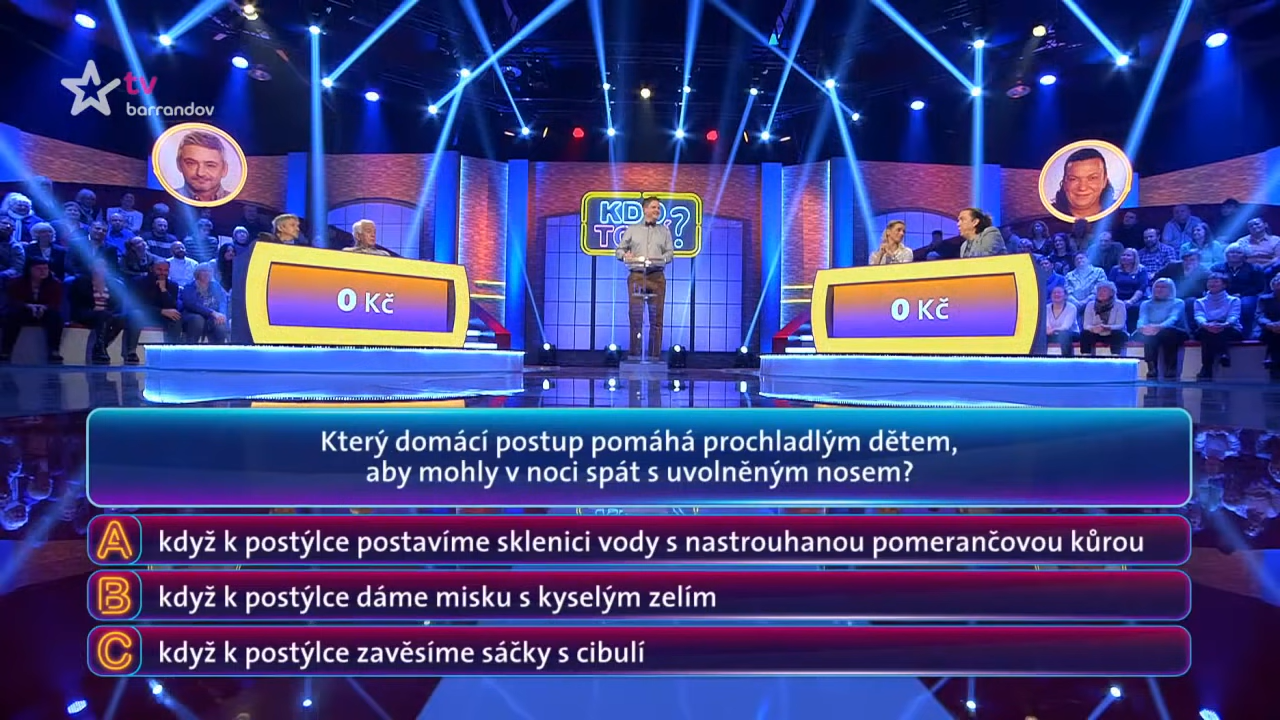 tv
barrandov
KDO
TO VÍ?
0 Kč
0 Kč
Který domácí postup pomáhá prochladlým dětem,
aby mohly v noci spát s uvolněným nosem?
A když k postýlce postavíme sklenici vody s nastrouhanou pomerančovou kůrou
B když k postýlce dáme misku s kyselým zelím
C když k postýlce zavěsíme sáčky s cibulí